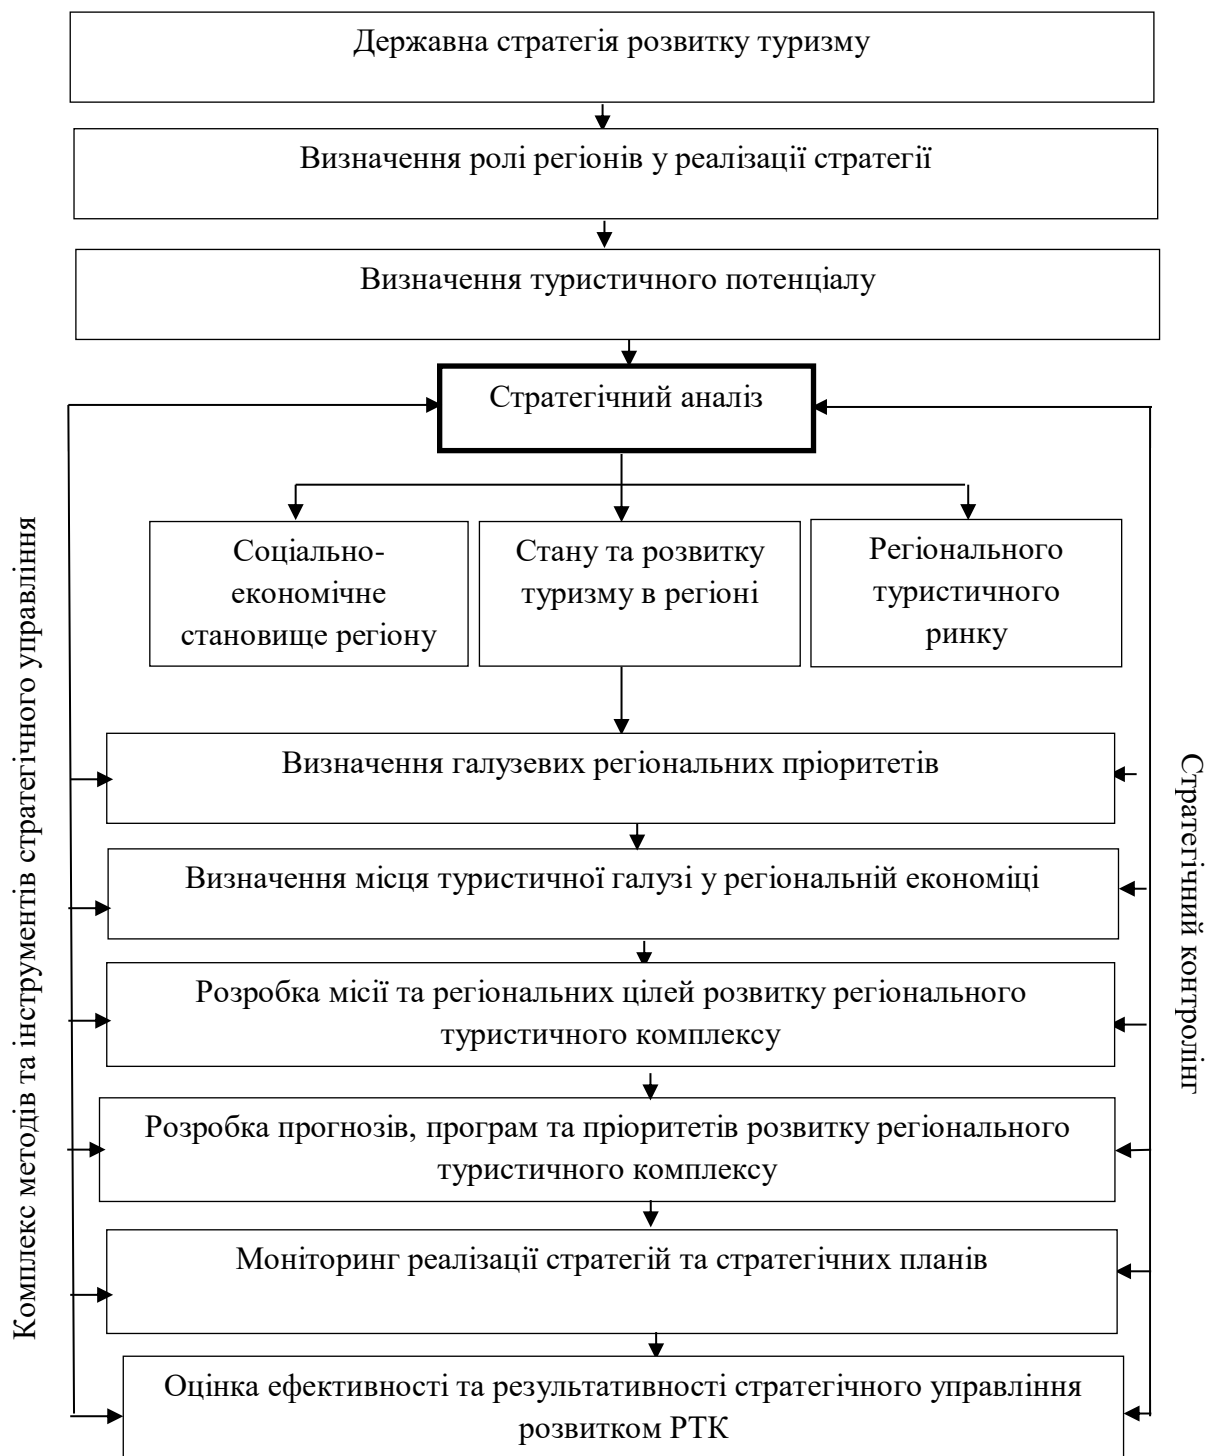 Державна стратегія розвитку туризму
Визначення ролі регіонів у реалізації стратегії
Визначення туристичного потенціалу
Стратегічний аналіз
Соціально-
економічне
становище регіону
Стану та розвитку
туризму в регіоні
Регіонального
туристичного
ринку
Визначення галузевих регіональних пріоритетів
Визначення місця туристичної галузі у регіональній економіці
Розробка місії та регіональних цілей розвитку регіонального
туристичного комплексу
Розробка прогнозів, програм та пріоритетів розвитку регіонального
туристичного комплексу
Моніторинг реалізації стратегій та стратегічних планів
Оцінка ефективності та результативності стратегічного управління
розвитком РТК
Комплекс методів та інструментів стратегічного управління
Стратегічний контролінг